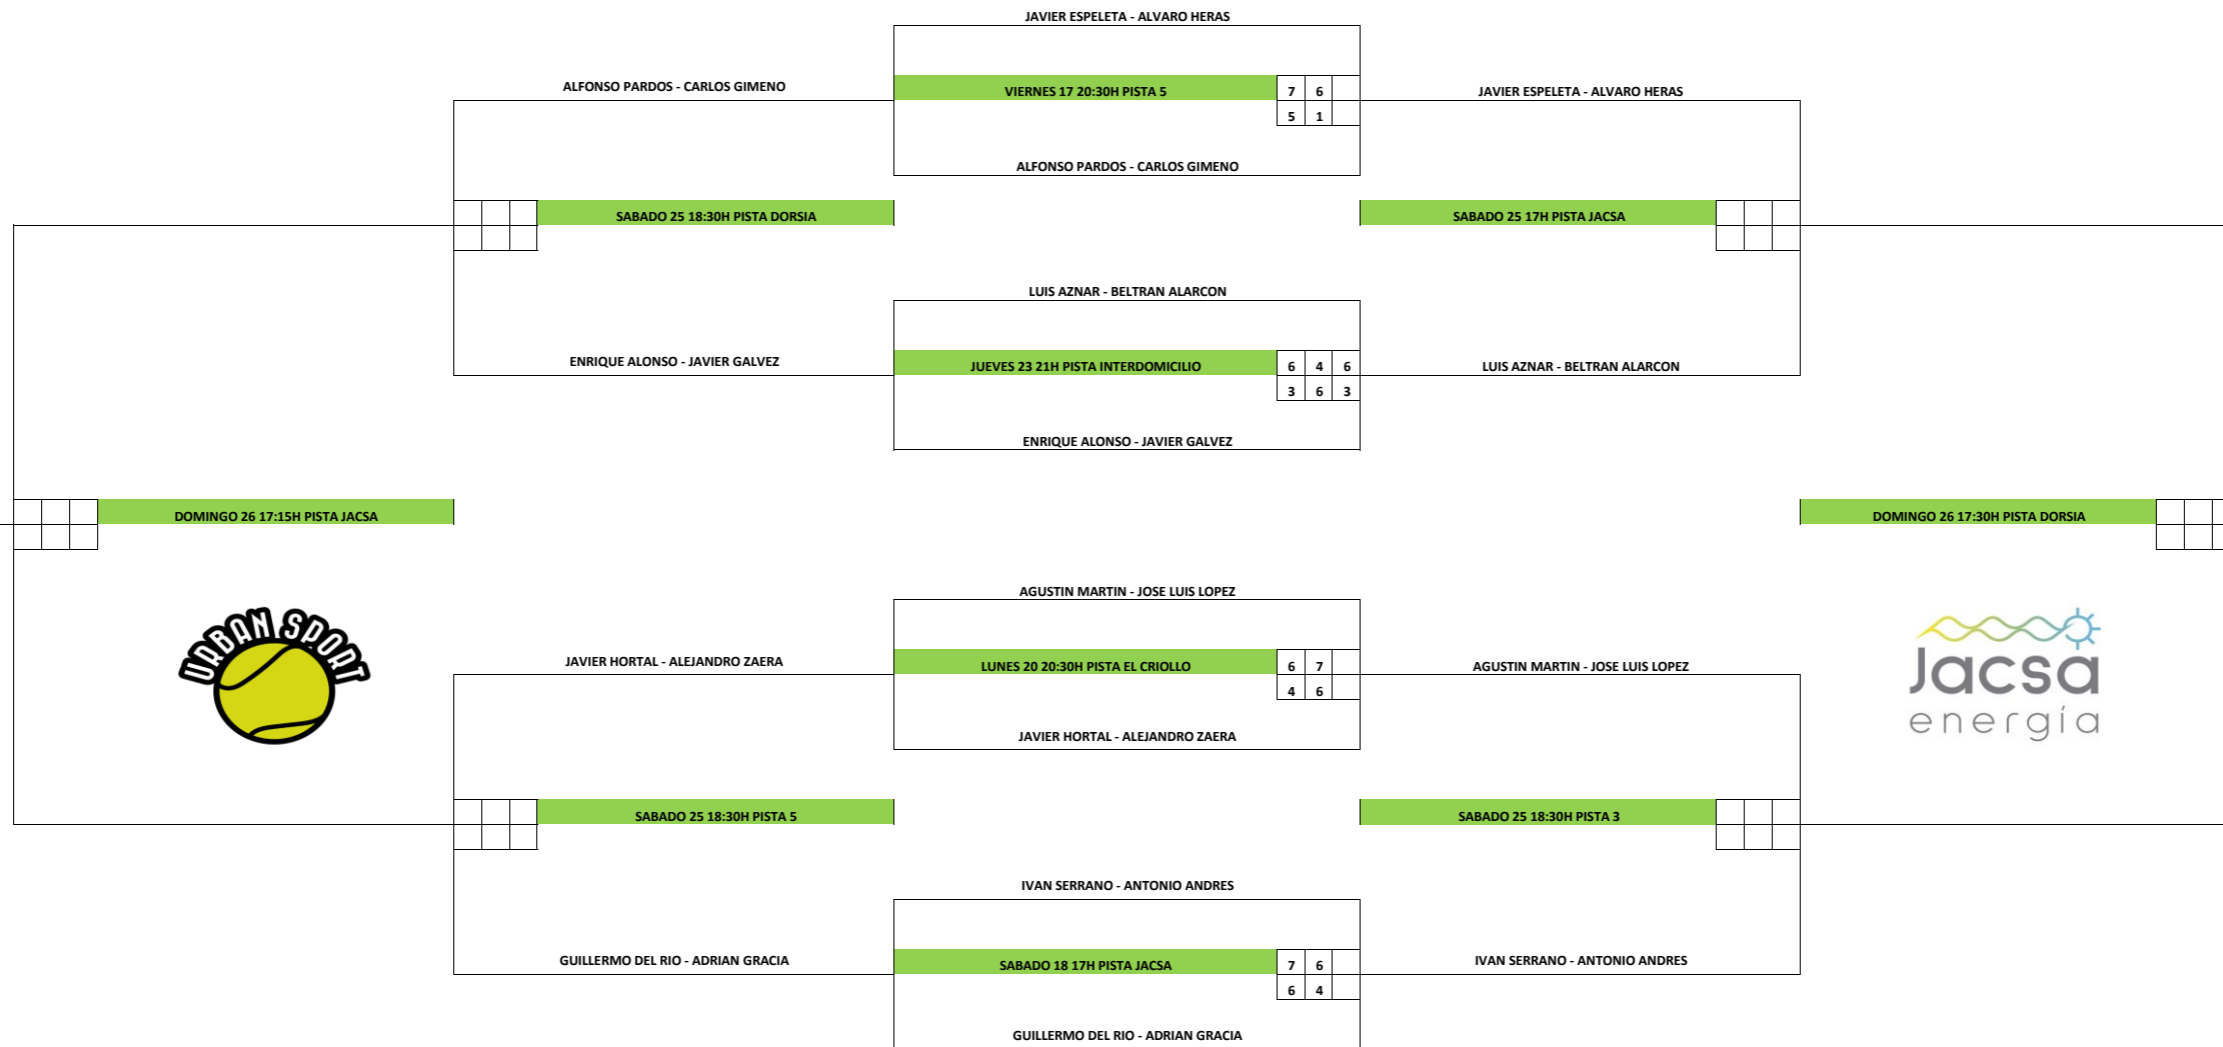 JAVIER ESPELETA - ALVARO HERAS
ALFONSO PARDOS - CARLOS GIMENO
VIERNES 17 20:30H PISTA 5
7 6
JAVIER ESPELETA - ALVARO HERAS
5 1
ALFONSO PARDOS - CARLOS GIMENO
SABADO 25 18:30H PISTA DORSIA
SABADO 25 17H PISTA JACSA
LUIS AZNAR - BELTRAN ALARCON
ENRIQUE ALONSO - JAVIER GALVEZ
JUEVES 23 21H PISTA INTERDOMICILIO
6 4 6
LUIS AZNAR - BELTRAN ALARCON
3 6 3
ENRIQUE ALONSO - JAVIER GALVEZ
DOMINGO 26 17:15H PISTA JACSA
DOMINGO 26 17:30H PISTA DORSIA
AGUSTIN MARTIN - JOSE LUIS LOPEZ
URBAN SPORT
JAVIER HORTAL - ALEJANDRO ZAERA
LUNES 20 20:30H PISTA EL CRIOLLO
6 7
AGUSTIN MARTIN - JOSE LUIS LOPEZ
Jacsa
energía
4 6
JAVIER HORTAL - ALEJANDRO ZAERA
SABADO 25 18:30H PISTA 5
SABADO 25 18:30H PISTA 3
IVAN SERRANO - ANTONIO ANDRES
GUILLERMO DEL RIO - ADRIAN GRACIA
SABADO 18 17H PISTA JACSA
7 6
IVAN SERRANO - ANTONIO ANDRES
6 4
GUILLERMO DEL RIO - ADRIAN GRACIA